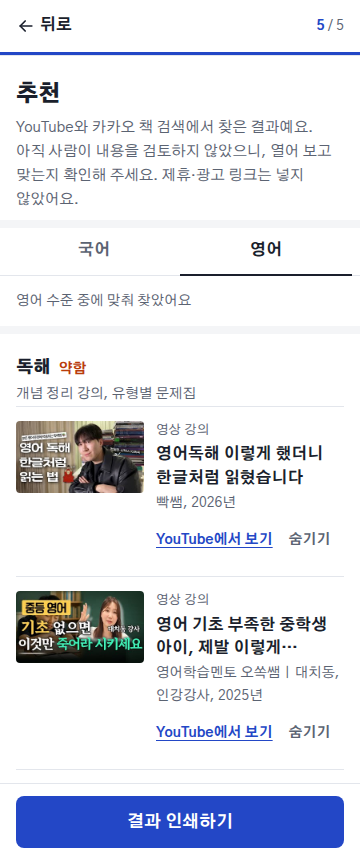 뒤로
5 / 5
추천
YouTube와 카카오 책 검색에서 찾은 결과예요.
아직 사람이 내용을 검토하지 않았으니, 열어 보고
맞는지 확인해 주세요. 제휴·광고 링크는 넣지
않았어요.
국어
영어
영어 수준 중에 맞춰 찾았어요
독해 약함
개념 정리 강의, 유형별 문제집
영어 독해
한글처럼
읽는 법
영상 강의
영어독해 이렇게 했더니
한글처럼 읽혔습니다
빡쌤, 2026년
YouTube에서 보기 숨기기
중등 영어
기초 없으면
대치동 강사
이것만 죽어라 시키세요
영상 강의
영어 기초 부족한 중학생
아이, 제발 이렇게…
영어학습멘토 오쏙쌤ㅣ대치동,
인강강사, 2025년
YouTube에서 보기 숨기기
결과 인쇄하기